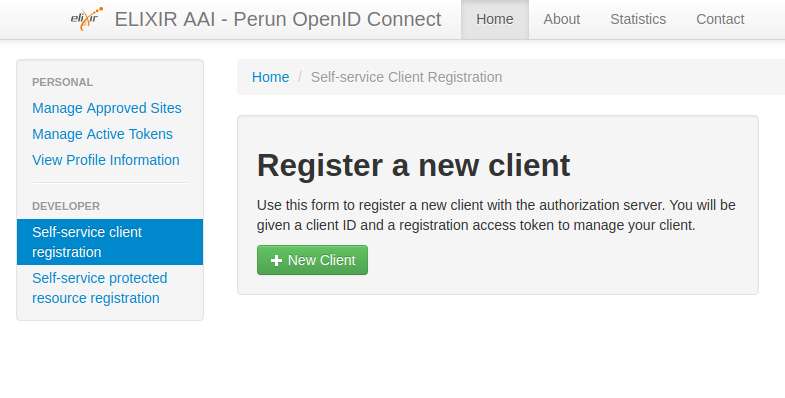 elixir
ELIXIR AAI - Perun OpenID Connect
Home
About
Statistics
Contact
PERSONAL
Manage Approved Sites
Manage Active Tokens
View Profile Information
DEVELOPER
Self-service client
registration
Self-service protected
resource registration
Home / Self-service Client Registration
Register a new client
Use this form to register a new client with the authorization server. You will be
given a client ID and a registration access token to manage your client.
+ New Client